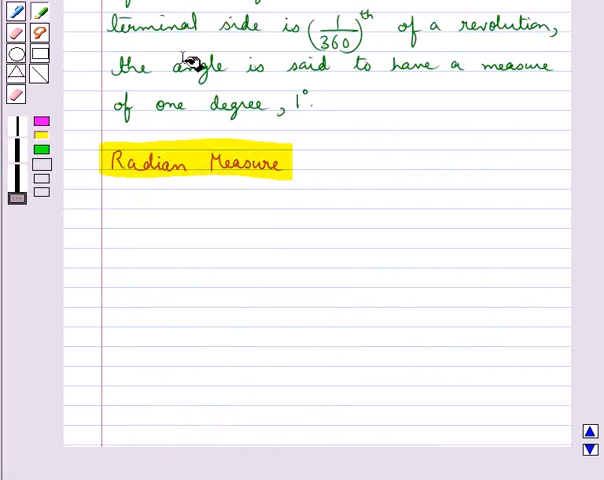 terminal side is (1/360)th of a revolution,
the angle is said to have a measure
of one degree, 1°.
Radian Measure